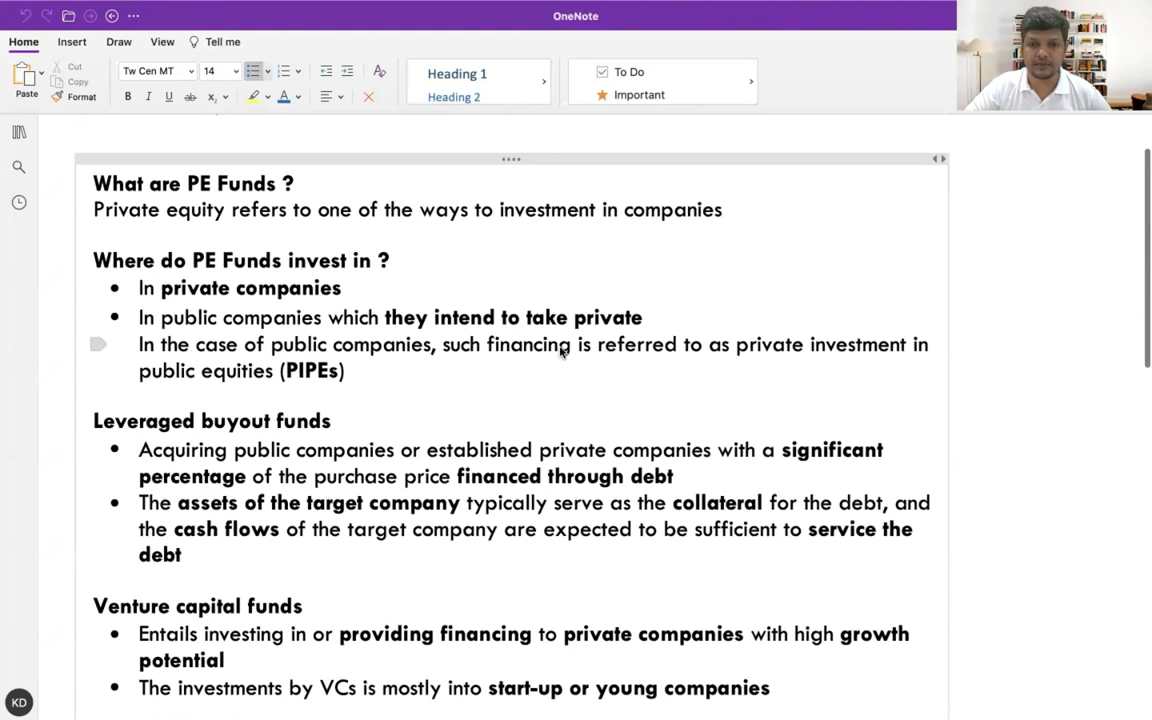 OneNote
Home Insert Draw View Tell me
Cut
Copy
Paste
Format
Tw Cen MT 14
B I U ab x₂ A
Heading 1
Heading 2
To Do
Important
What are PE Funds ?
Private equity refers to one of the ways to investment in companies
Where do PE Funds invest in ?
• In private companies
• In public companies which they intend to take private
In the case of public companies, such financing is referred to as private investment in
public equities (PIPEs)
Leveraged buyout funds
• Acquiring public companies or established private companies with a significant
percentage of the purchase price financed through debt
• The assets of the target company typically serve as the collateral for the debt, and
the cash flows of the target company are expected to be sufficient to service the
debt
Venture capital funds
• Entails investing in or providing financing to private companies with high growth
potential
• The investments by VCs is mostly into start-up or young companies
KD